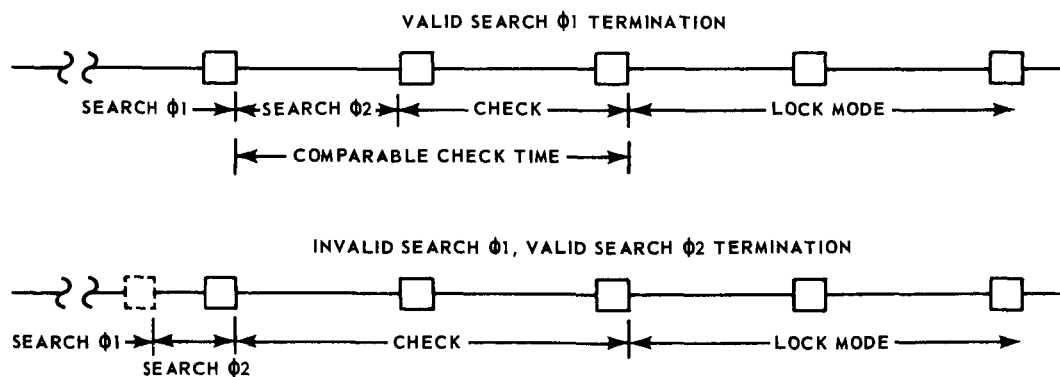 VALID SEARCH ϕ1 TERMINATION
SEARCH ϕ1 SEARCH ϕ2 CHECK LOCK MODE
COMPARABLE CHECK TIME
INVALID SEARCH ϕ1, VALID SEARCH ϕ2 TERMINATION
SEARCH ϕ1 CHECK LOCK MODE
SEARCH ϕ2